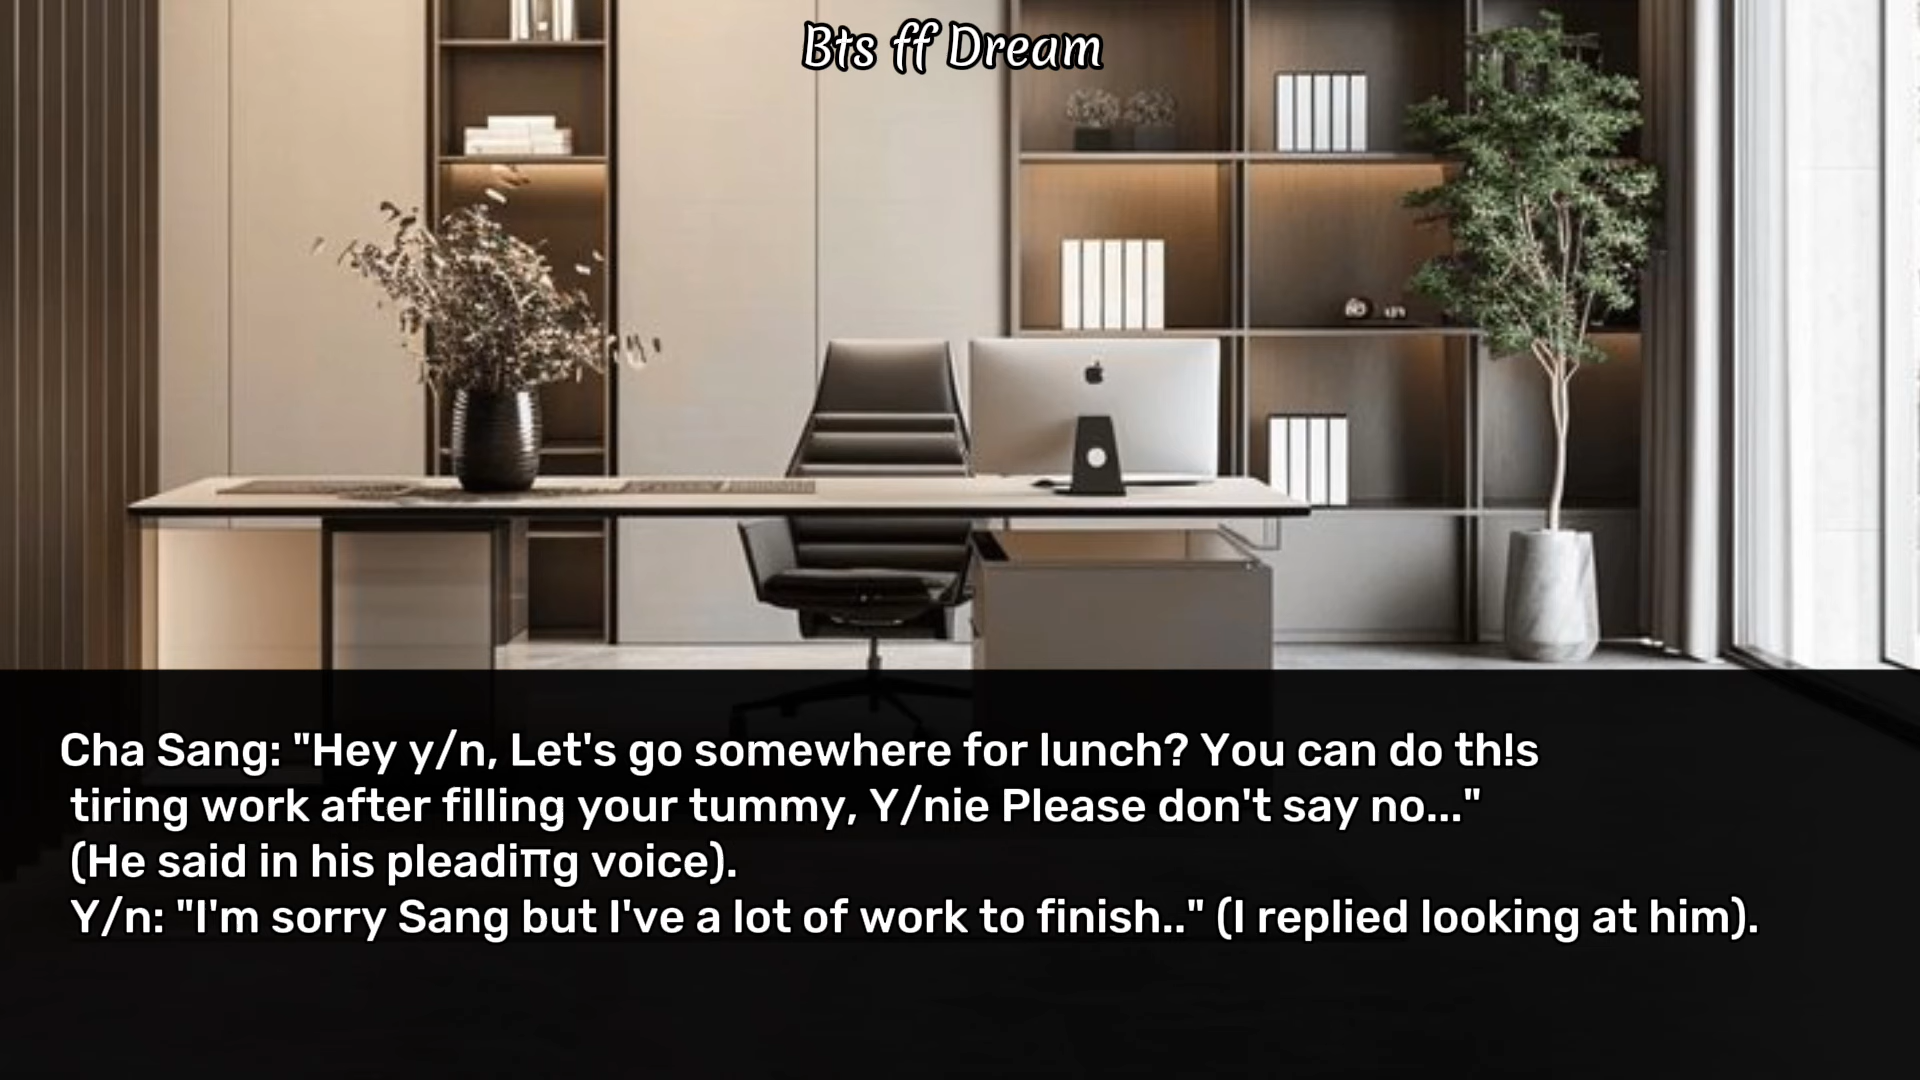 Bts ff Dream
Cha Sang: "Hey y/n, Let's go somewhere for lunch? You can do th!s
tiring work after filling your tummy, Y/nie Please don't say no..."
(He said in his pleadiπg voice).
Y/n: "I'm sorry Sang but I've a lot of work to finish.." (I replied looking at him).